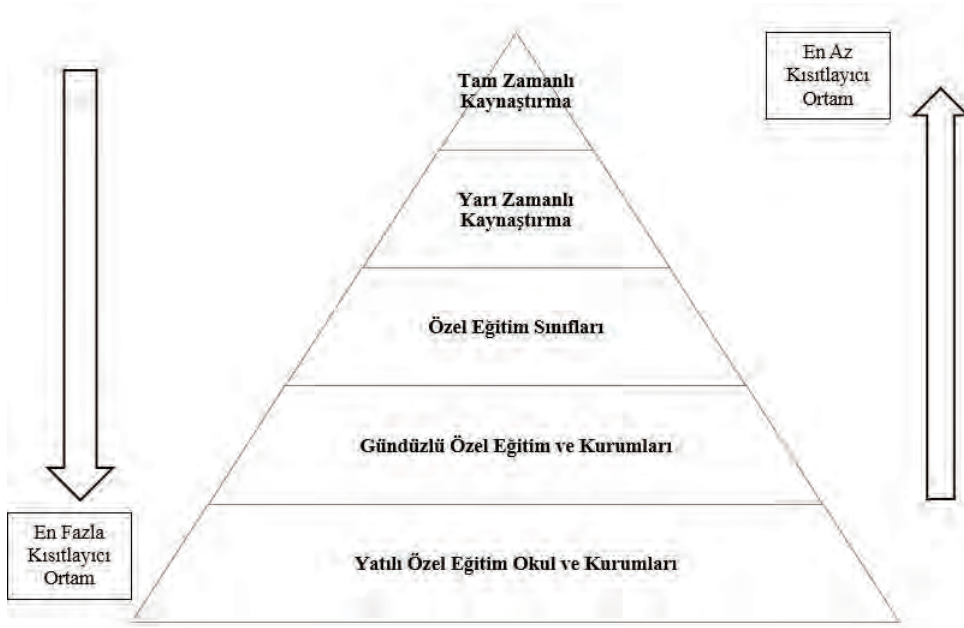 Tam Zamanlı
Kaynaştırma
En Az
Kısıtlayıcı
Ortam
Yarı Zamanlı
Kaynaştırma
Özel Eğitim Sınıfları
Gündüzlü Özel Eğitim ve Kurumları
En Fazla
Kısıtlayıcı
Ortam
Yatılı Özel Eğitim Okul ve Kurumları